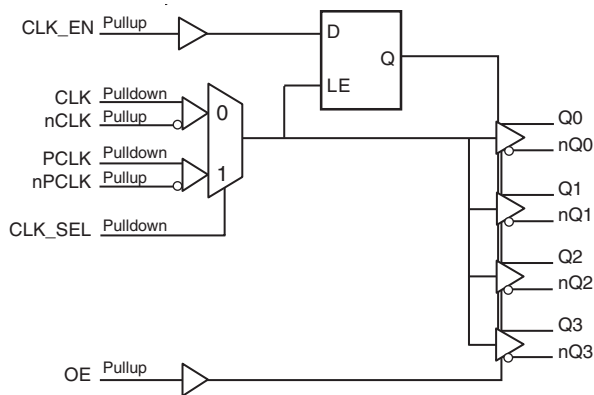 CLK_EN Pullup
D
Q
LE
CLK Pulldown
nCLK Pullup
0
PCLK Pulldown
nPCLK Pullup
1
CLK_SEL Pulldown
Q0
nQ0
Q1
nQ1
Q2
nQ2
Q3
nQ3
OE Pullup